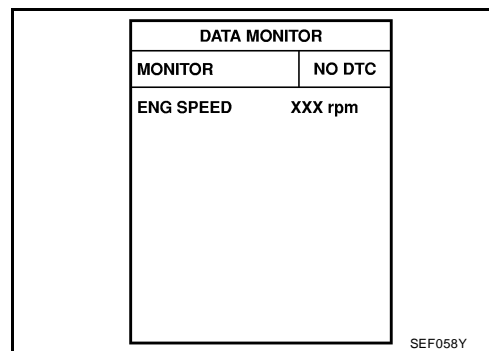 DATA MONITOR
MONITOR NO DTC
ENG SPEED XXX rpm
SEF058Y